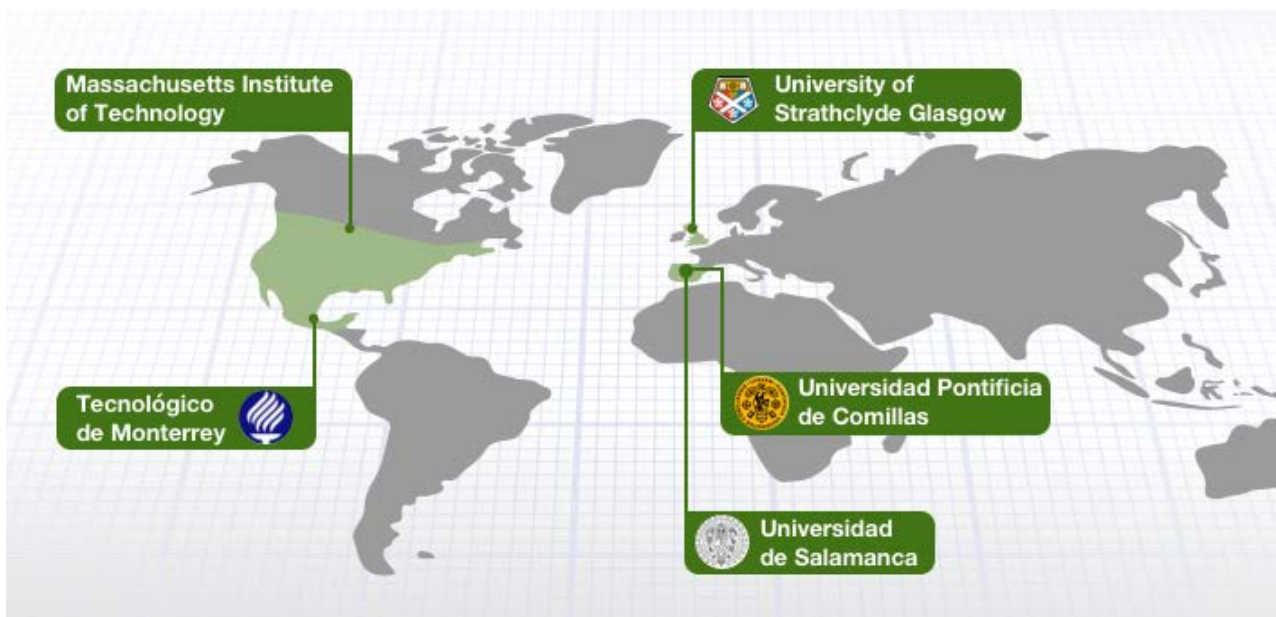 Massachusetts Institute
of Technology
University of
Strathclyde Glasgow
Tecnológico
de Monterrey
Universidad Pontificia
de Comillas
Universidad
de Salamanca